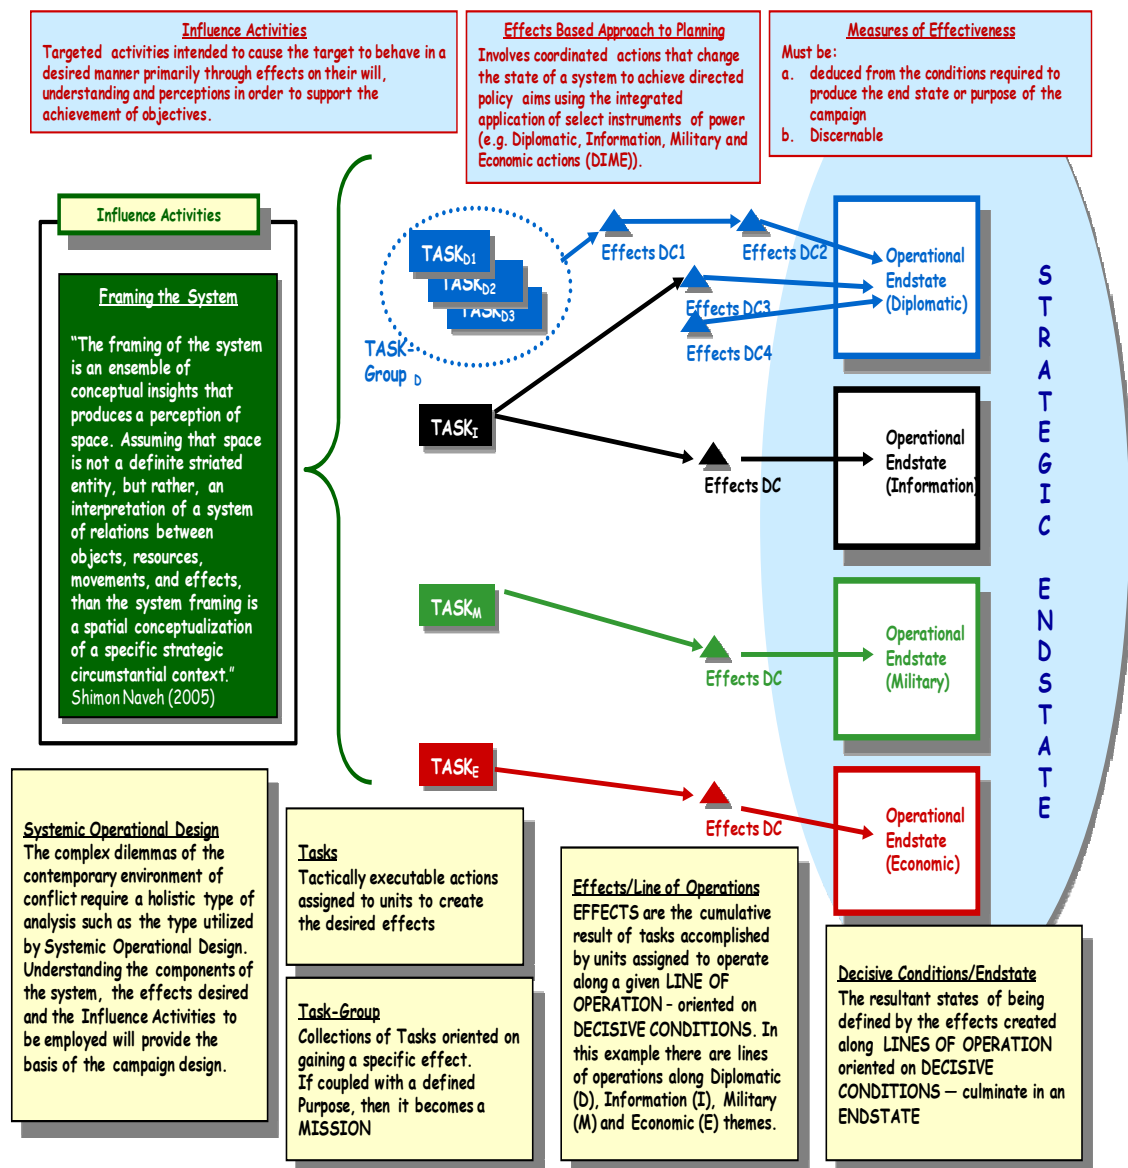 Influence Activities
Targeted activities intended to cause the target to behave in a
desired manner primarily through effects on their will,
understanding and perceptions in order to support the
achievement of objectives.
Effects Based Approach to Planning
Involves coordinated actions that change
the state of a system to achieve directed
policy aims using the integrated
application of select instruments of power
(e.g. Diplomatic, Information, Military and
Economic actions (DIME)).
Measures of Effectiveness
Must be:
a. deduced from the conditions required to
produce the end state or purpose of the
campaign
b. Discernable
Influence Activities
Framing the System
“The framing of the system
is an ensemble of
conceptual insights that
produces a perception of
space. Assuming that space
is not a definite striated
entity, but rather, an
interpretation of a system
of relations between
objects, resources,
movements, and effects,
than the system framing is
a spatial conceptualization
of a specific strategic
circumstantial context.”
Shimon Naveh (2005)
TASK D1
TASK D2
TASK D3
TASK-
Group D
Effects DC1
Effects DC2
Effects DC3
Effects DC4
Operational
Endstate
(Diplomatic)
TASK I
Effects DC
Operational
Endstate
(Information)
TASK M
Effects DC
Operational
Endstate
(Military)
TASK E
Effects DC
Operational
Endstate
(Economic)
STRATEGIC ENDSTATE
Systemic Operational Design
The complex dilemmas of the
contemporary environment of
conflict require a holistic type of
analysis such as the type utilized
by Systemic Operational Design.
Understanding the components of
the system, the effects desired
and the Influence Activities to
be employed will provide the
basis of the campaign design.
Tasks
Tactically executable actions
assigned to units to create
the desired effects
Task-Group
Collections of Tasks oriented on
gaining a specific effect.
If coupled with a defined
Purpose, then it becomes a
MISSION
Effects/Line of Operations
EFFECTS are the cumulative
result of tasks accomplished
by units assigned to operate
along a given LINE OF
OPERATION – oriented on
DECISIVE CONDITIONS. In
this example there are lines
of operations along Diplomatic
(D), Information (I), Military
(M) and Economic (E) themes.
Decisive Conditions/Endstate
The resultant states of being
defined by the effects created
along LINES OF OPERATION
oriented on DECISIVE
CONDITIONS — culminate in an
ENDSTATE